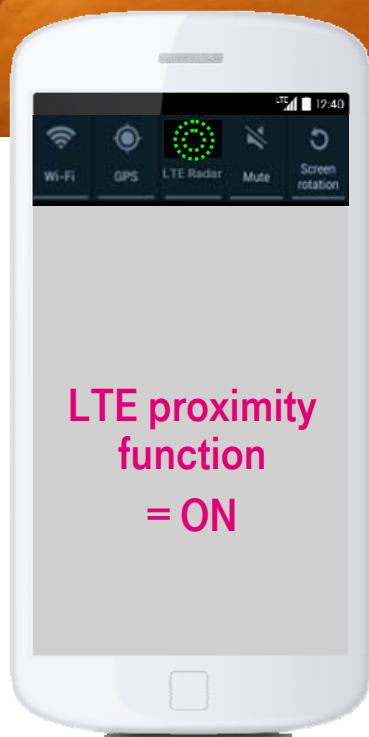 LTE 12:40
Wi-Fi GPS LTE Radar Mute Screen
rotation
LTE proximity
function
= ON